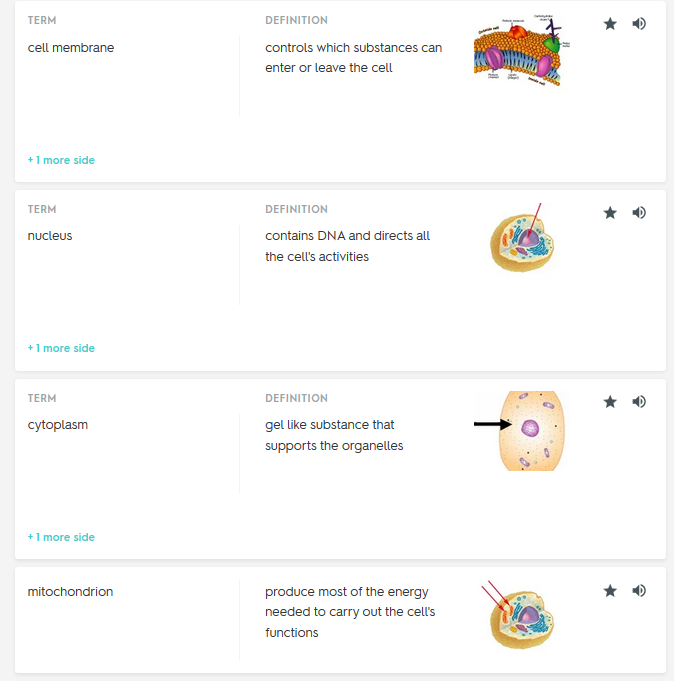 TERM
DEFINITION
cell membrane
controls which substances can
enter or leave the cell
+ 1 more side
TERM
DEFINITION
nucleus
contains DNA and directs all
the cell's activities
+ 1 more side
TERM
DEFINITION
cytoplasm
gel like substance that
supports the organelles
+ 1 more side
mitochondrion
produce most of the energy
needed to carry out the cell's
functions